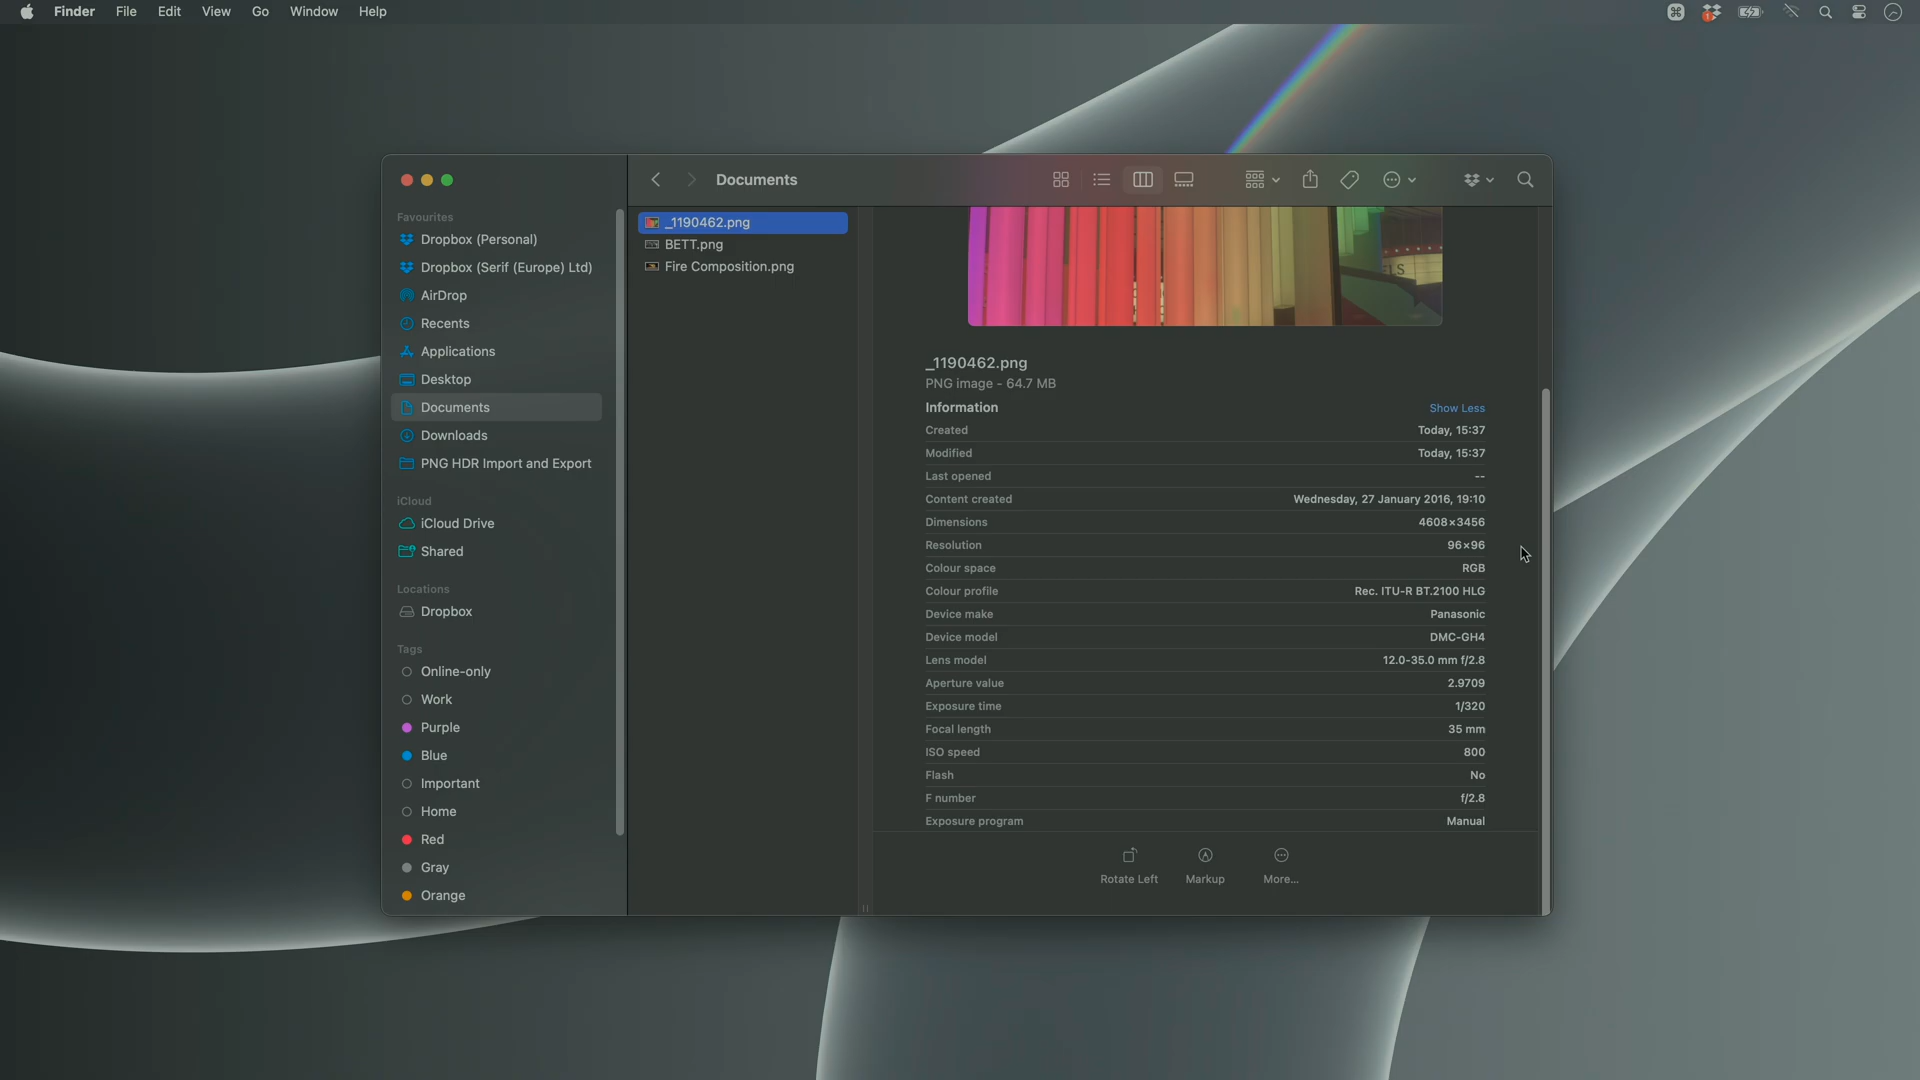 Finder File Edit View Go Window Help
Documents
Favourites
Dropbox (Personal)
Dropbox (Serif (Europe) Ltd)
AirDrop
Recents
Applications
Desktop
Documents
Downloads
PNG HDR Import and Export
iCloud
iCloud Drive
Shared
Locations
Dropbox
Tags
Online-only
Work
Purple
Blue
Important
Home
Red
Gray
Orange
_1190462.png
BETT.png
Fire Composition.png
ELS
_1190462.png
PNG image - 64.7 MB
Information Show Less
Created Today, 15:37
Modified Today, 15:37
Last opened --
Content created Wednesday, 27 January 2016, 19:10
Dimensions 4608×3456
Resolution 96×96
Colour space RGB
Colour profile Rec. ITU-R BT.2100 HLG
Device make Panasonic
Device model DMC-GH4
Lens model 12.0-35.0 mm f/2.8
Aperture value 2.9709
Exposure time 1/320
Focal length 35 mm
ISO speed 800
Flash No
F number f/2.8
Exposure program Manual
Rotate Left Markup More...